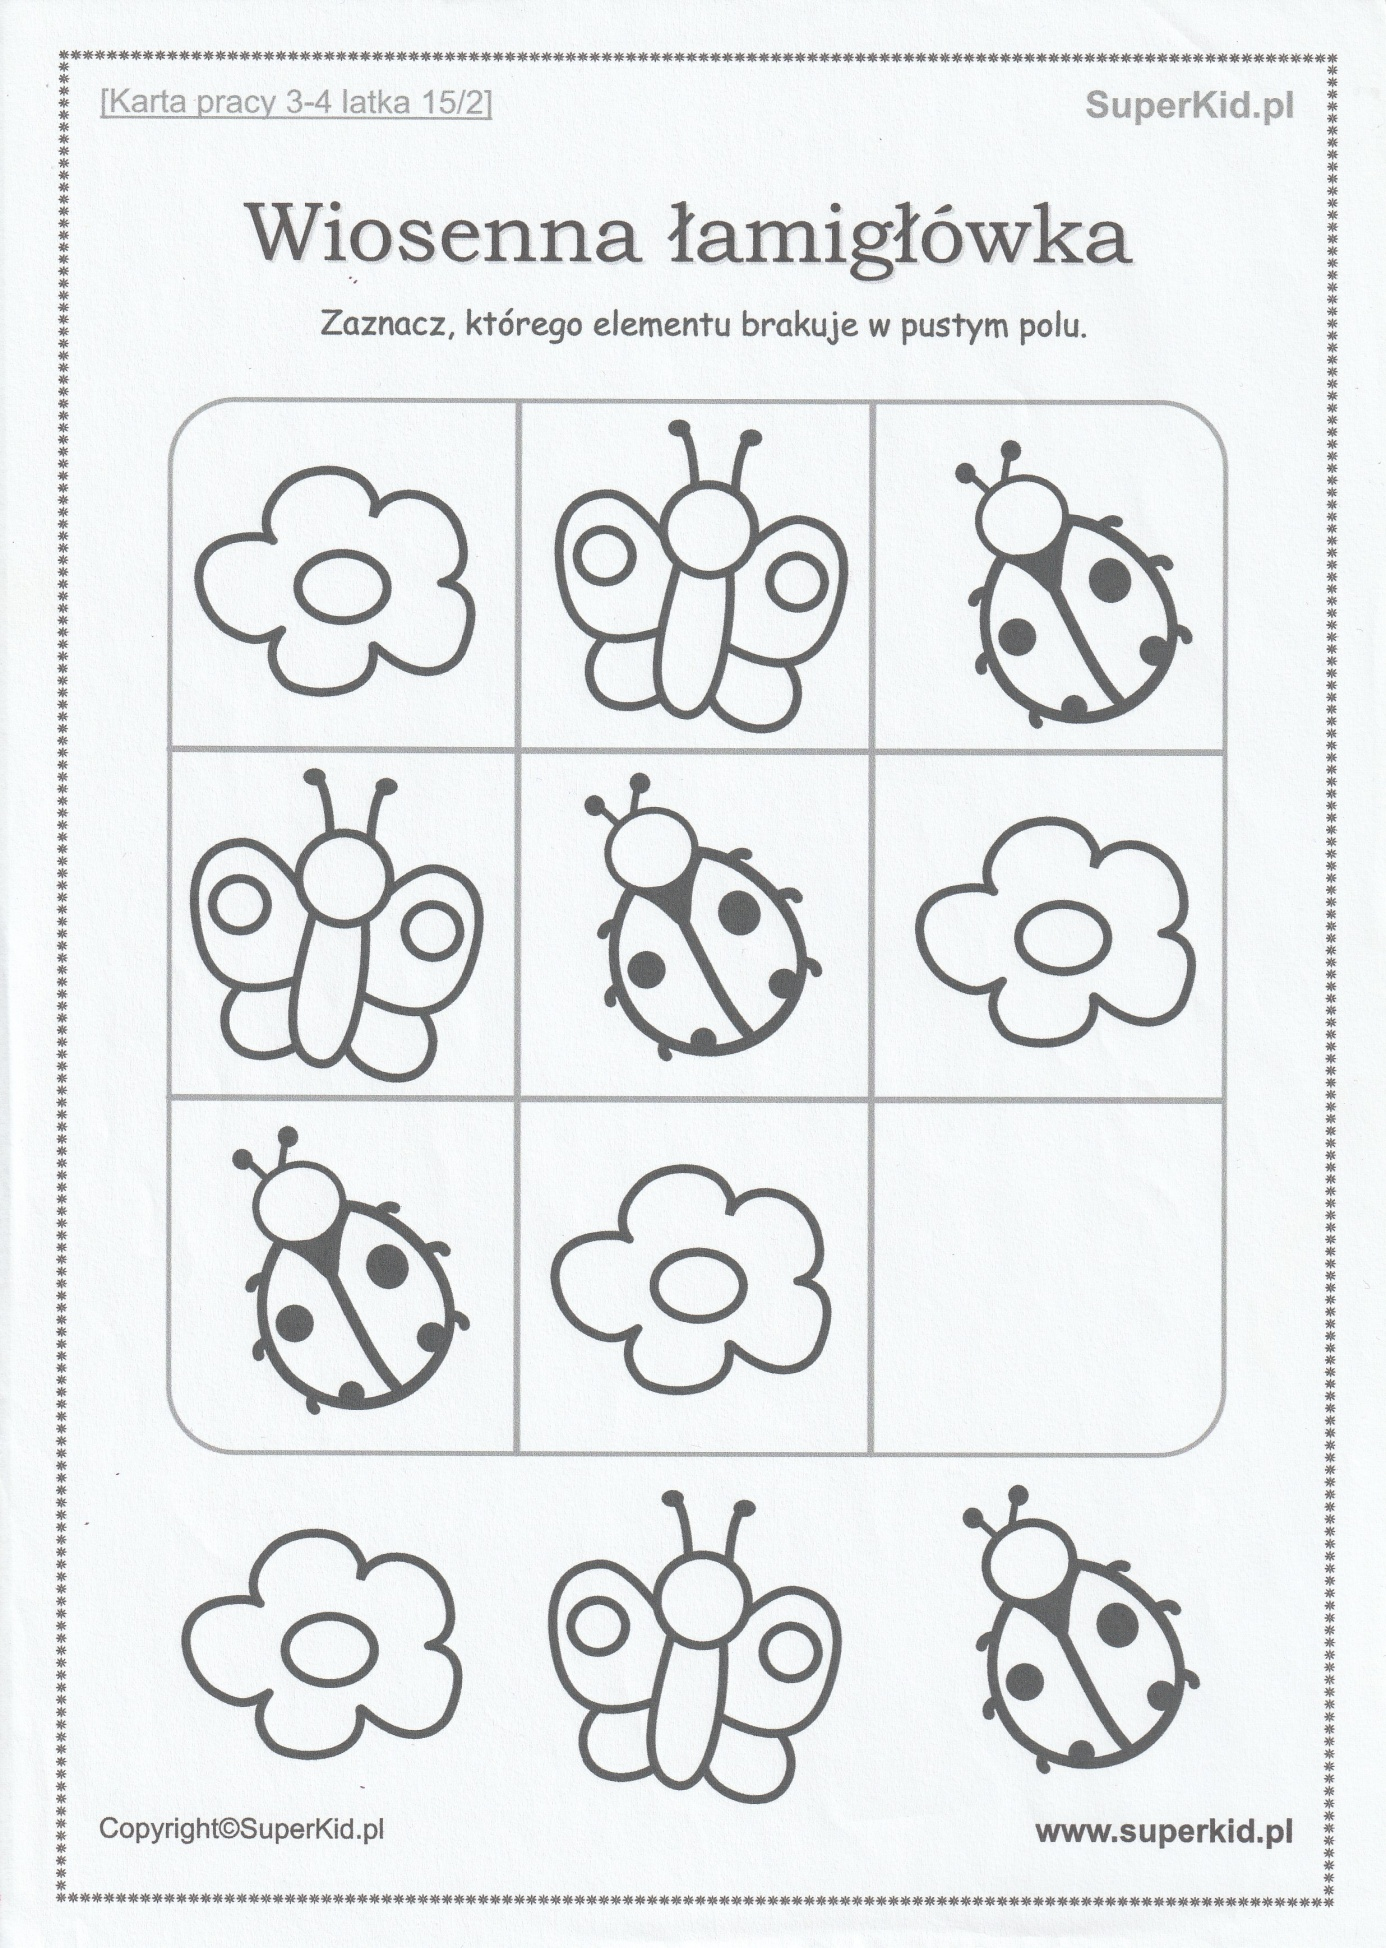 [Karta pracy 3-4 latka 15/2]
SuperKid.pl
Wiosenna łamigłówka
Zaznacz, którego elementu brakuje w pustym polu.
Copyright©SuperKid.pl
www.superkid.pl